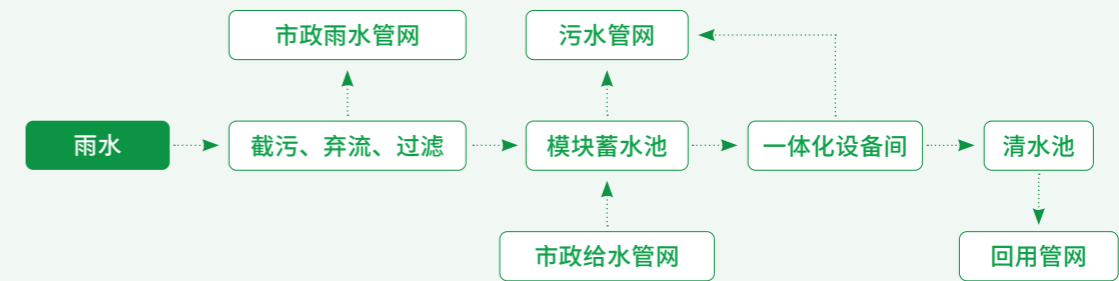 市政雨水管网
污水管网
雨水
截污、弃流、过滤
模块蓄水池
一体化设备间
清水池
市政给水管网
回用管网